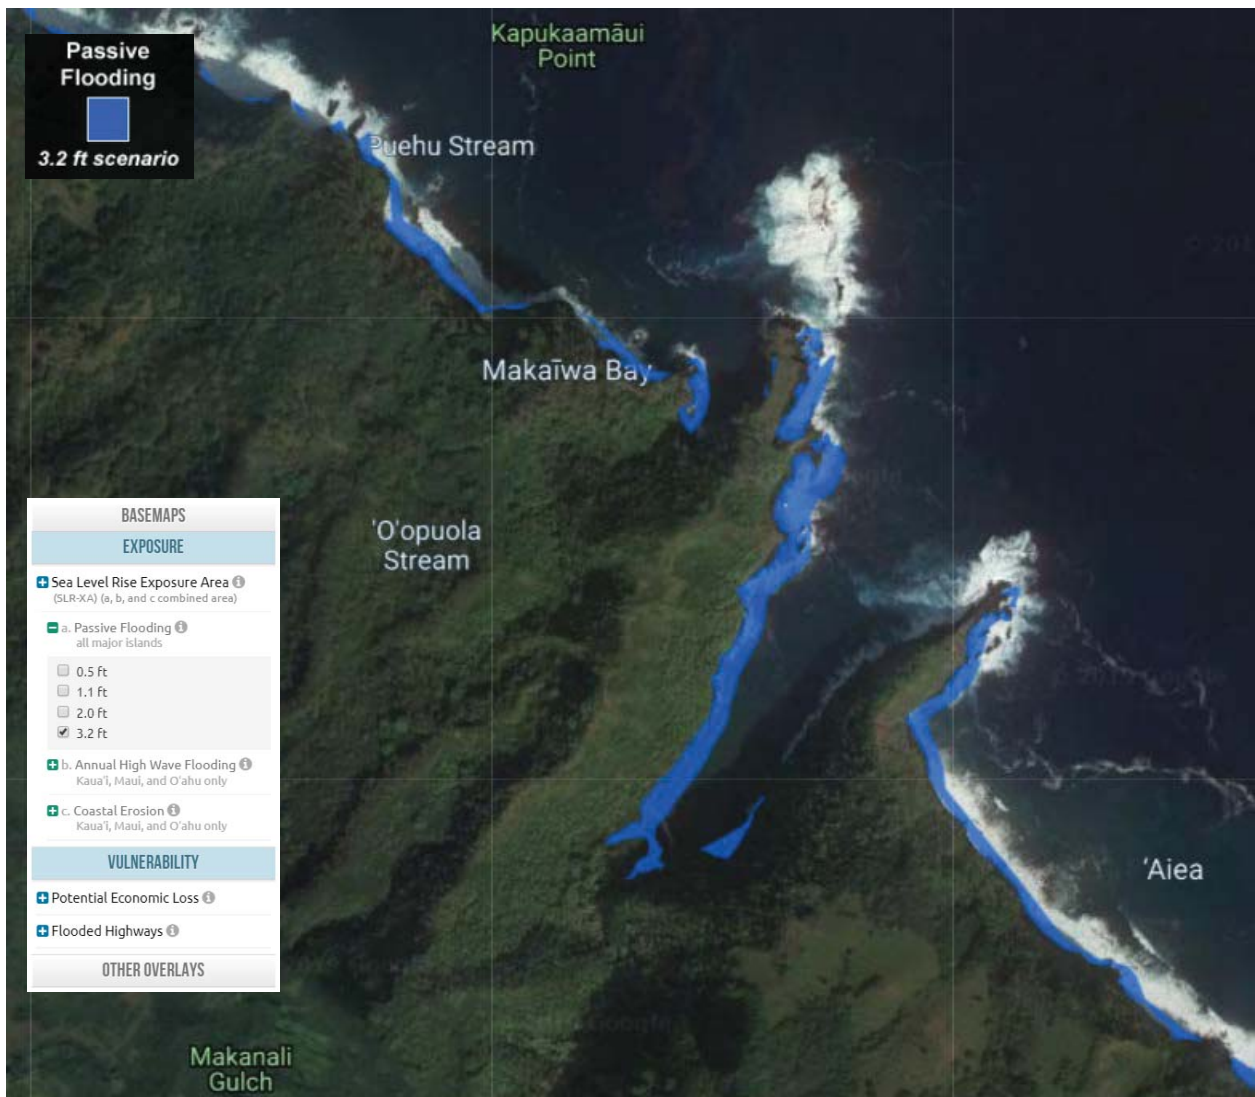 Passive
Flooding
3.2 ft scenario
Kapukaamāui
Point
Puehu Stream
Makaīwa Bay
'O'opuola
Stream
'Aiea
Makanali
Gulch
BASEMAPS
EXPOSURE
Sea Level Rise Exposure Area
(SLR-XA) (a, b, and c combined area)
a. Passive Flooding
all major islands
0.5 ft
1.1 ft
2.0 ft
3.2 ft
b. Annual High Wave Flooding
Kaua'i, Maui, and O'ahu only
c. Coastal Erosion
Kaua'i, Maui, and O'ahu only
VULNERABILITY
Potential Economic Loss
Flooded Highways
OTHER OVERLAYS